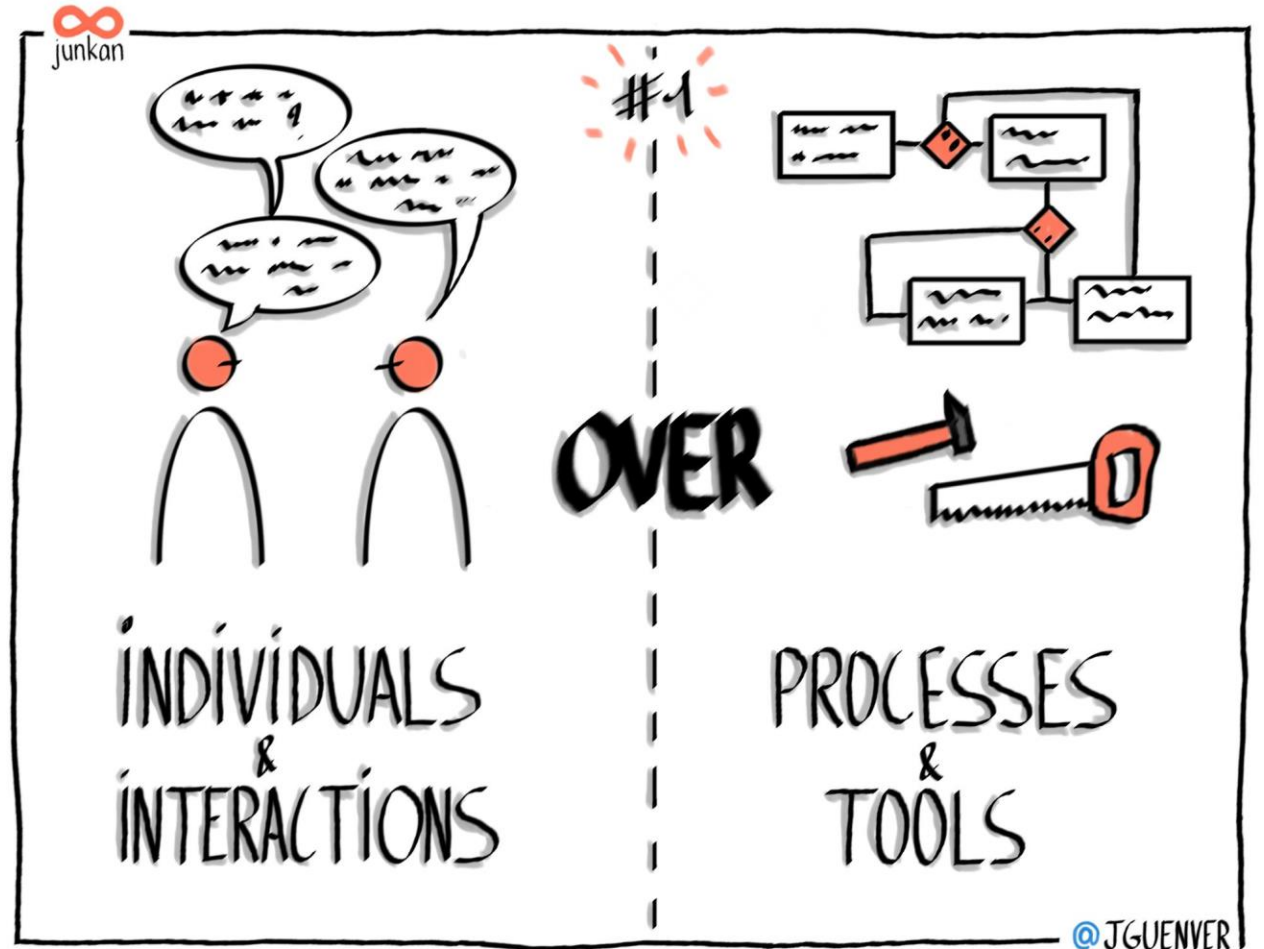 junkan
#1
OVER
INDIVIDUALS
&
INTERACTIONS
PROCESSES
&
TOOLS
@JGUENVER